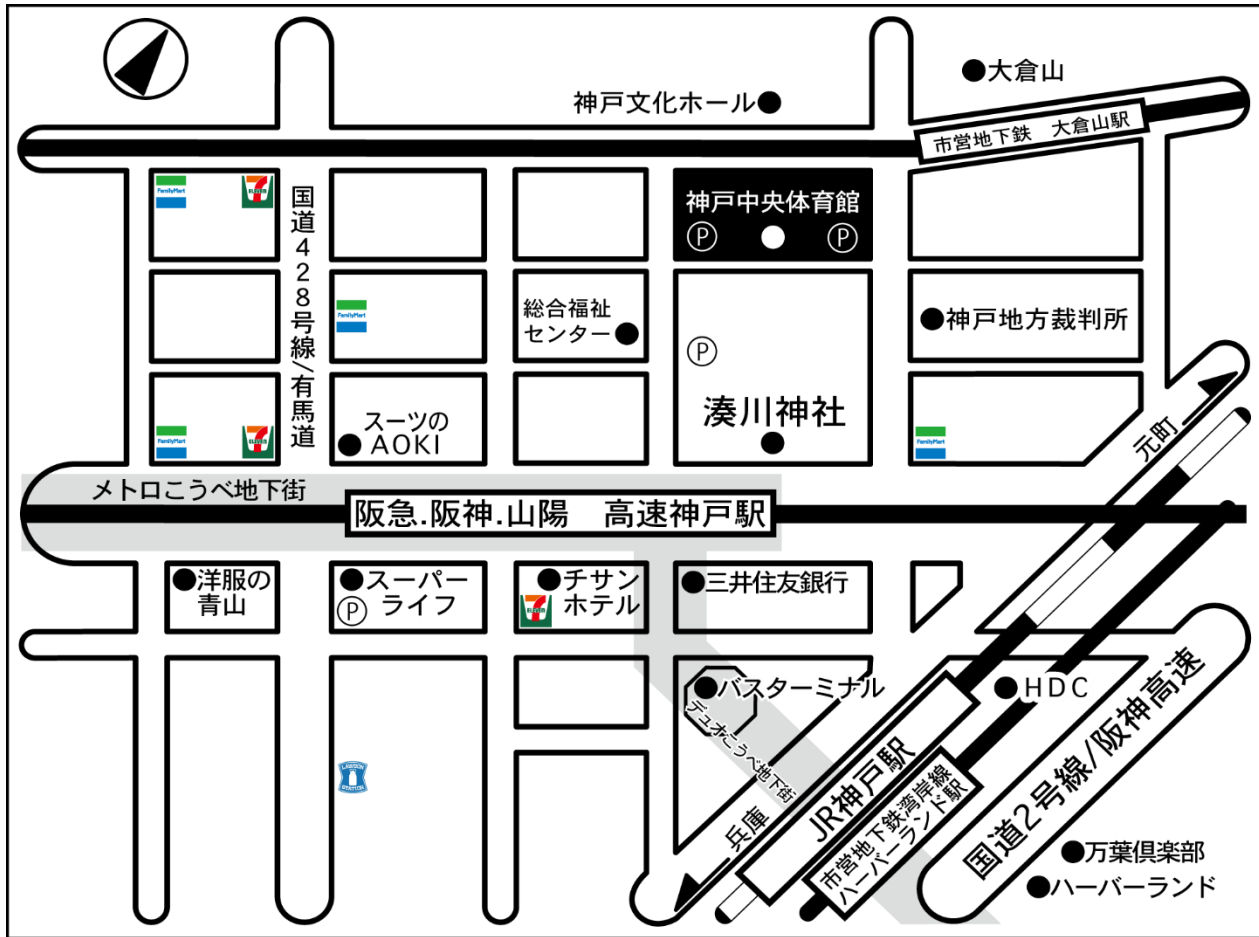 大倉山
神戸文化ホール
市営地下鉄　大倉山駅
FamilyMart
ELEVEN
国道428号線/有馬道
神戸中央体育館
P
P
FamilyMart
総合福祉
センター
P
神戸地方裁判所
湊川神社
スーツの
AOKI
FamilyMart
ELEVEN
FamilyMart
元町
メトロこうべ地下街
阪急.阪神.山陽　高速神戸駅
洋服の
青山
スーパー
ライフ
P
チサン
ホテル
ELEVEN
三井住友銀行
バスターミナル
デュオこうべ地下街
HDC
国道2号線/阪神高速
LAWSON
STATION
兵庫
JR神戸駅
市営地下鉄湾岸線
ハーバーランド駅
万葉倶楽部
ハーバーランド